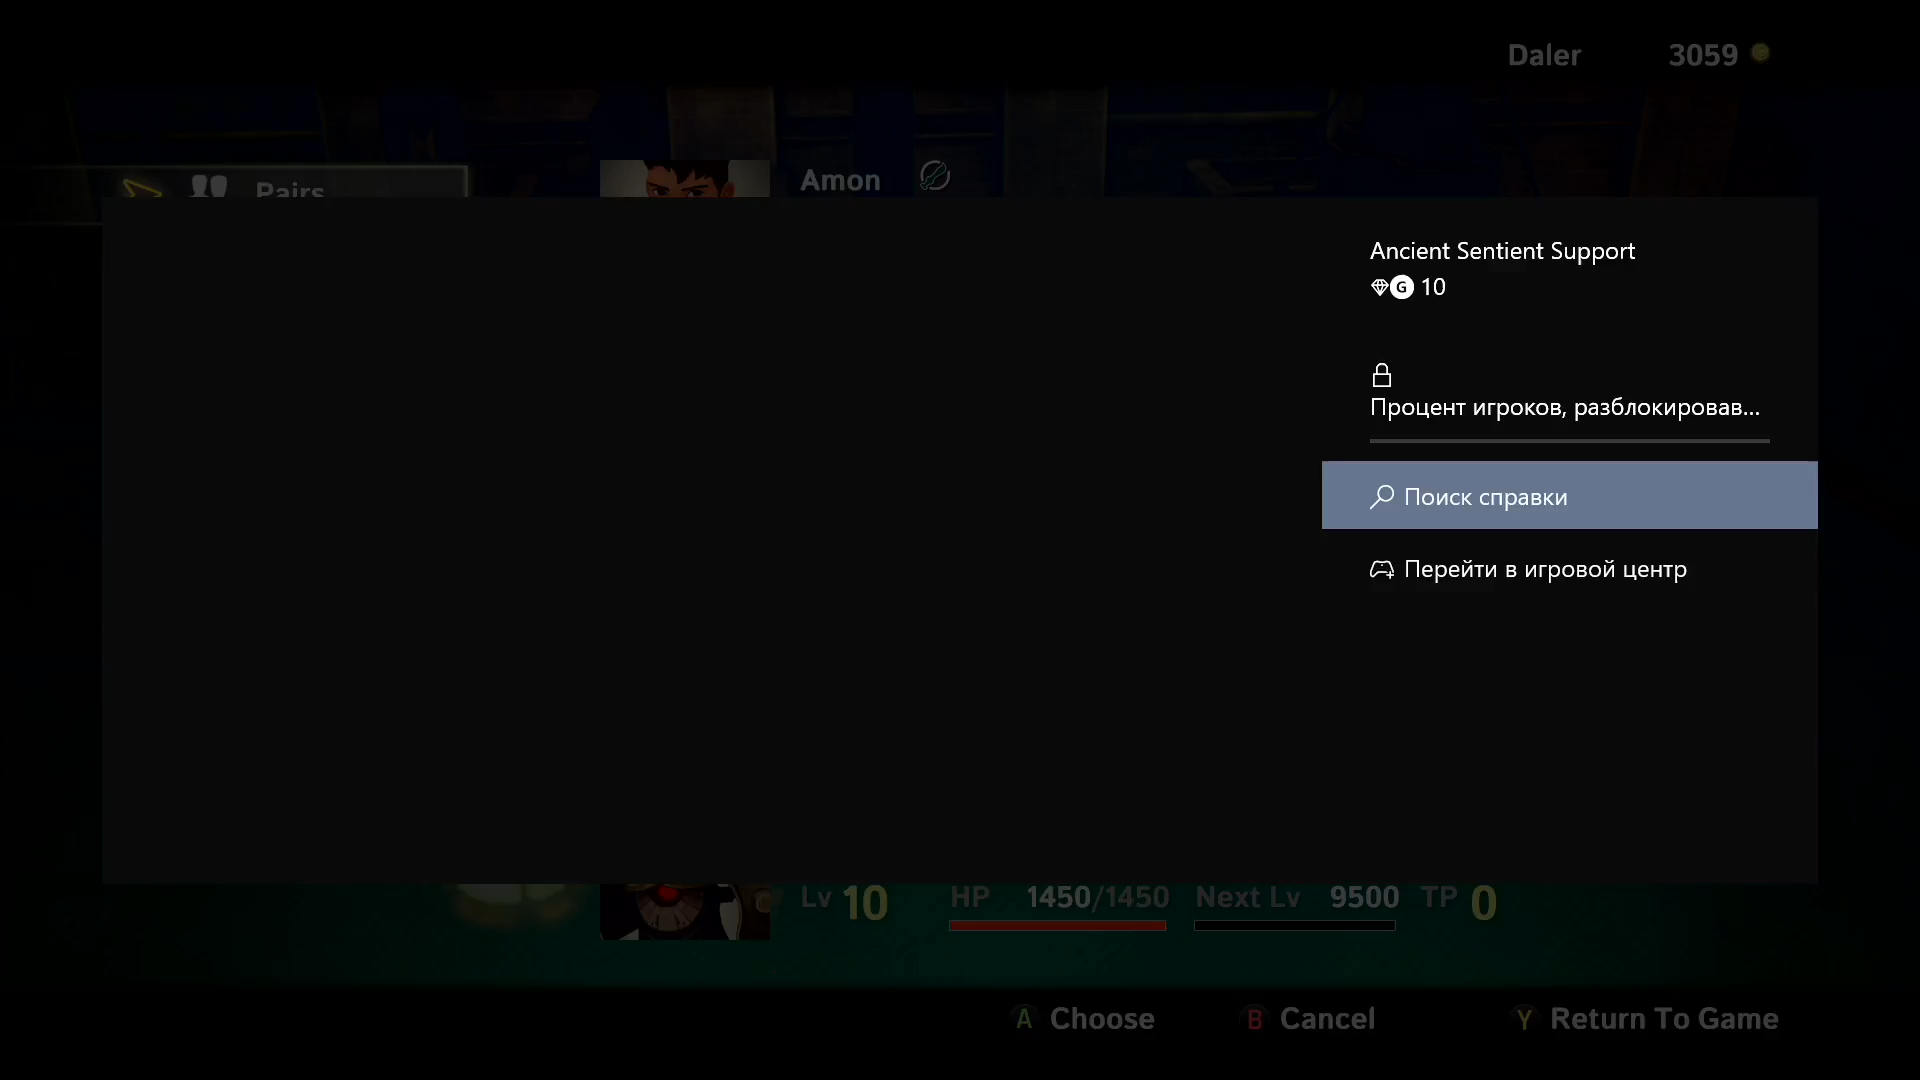 Daler 3059
Pairs
Amon
Ancient Sentient Support
G 10
Процент игроков, разблокировав...
Поиск справки
Перейти в игровой центр
Lv 10 HP 1450/1450 Next Lv 9500 TP 0
A Choose B Cancel Y Return To Game